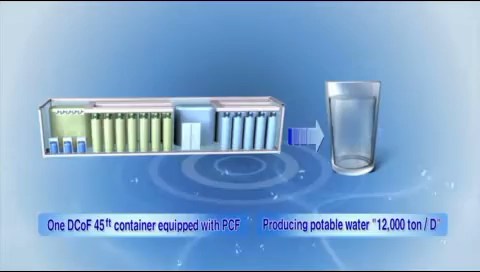 One DCoF 45ft container equipped with PCF
Producing potable water "12,000 ton / D"